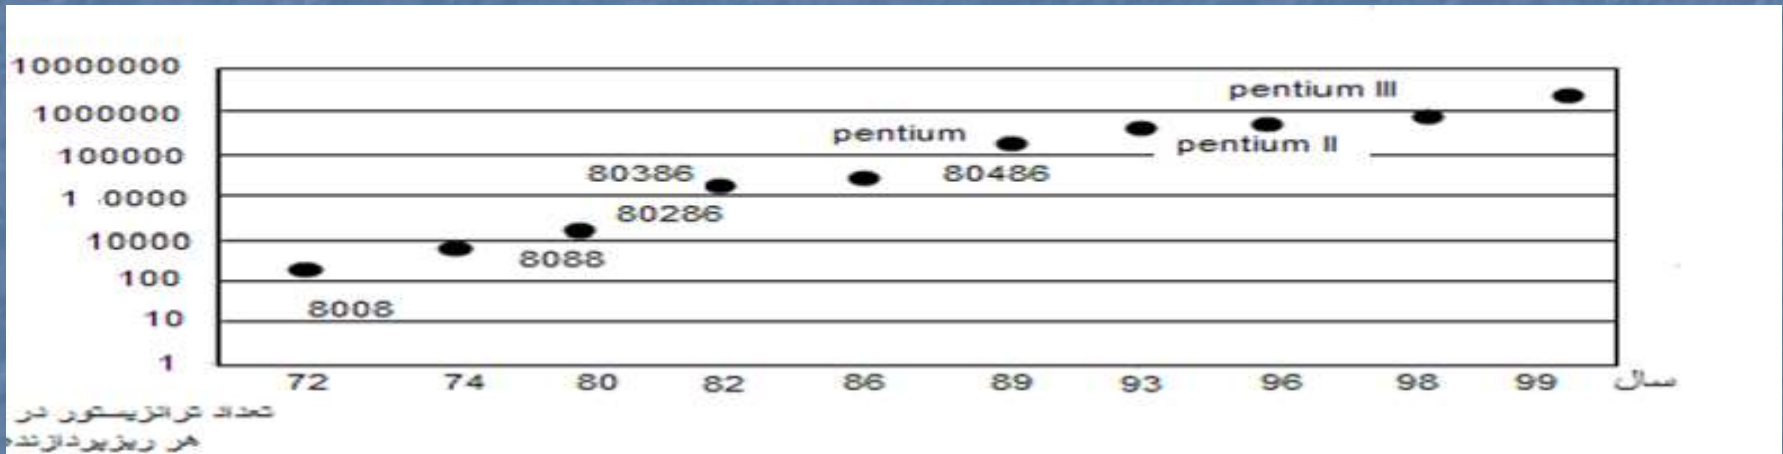 10000000
pentium III
1000000
pentium
pentium II
100000
80386
80486
1 0000
80286
10000
8088
100
8008
10
1
72 74 80 82 86 89 93 96 98 99 سال
تعداد ترانزیستور در
هر ریزپردازنده